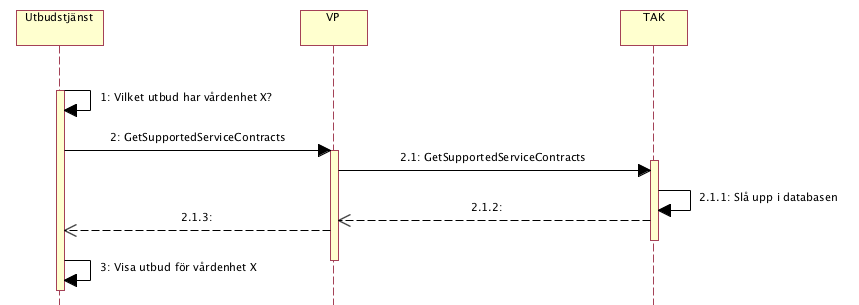 Utbudstjänst
VP
TAK
1: Vilket utbud har vårdenhet X?
2: GetSupportedServiceContracts
2.1: GetSupportedServiceContracts
2.1.1: Slå upp i databasen
2.1.2:
2.1.3:
3: Visa utbud för vårdenhet X